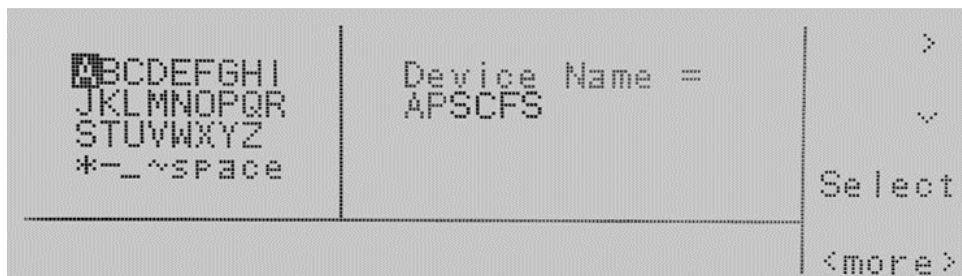 ABCDEFGHI
JKLMNOPQR
STUVWXYZ
*-_~space
Device Name =
APSCFS
>
⌄
Select
<more>